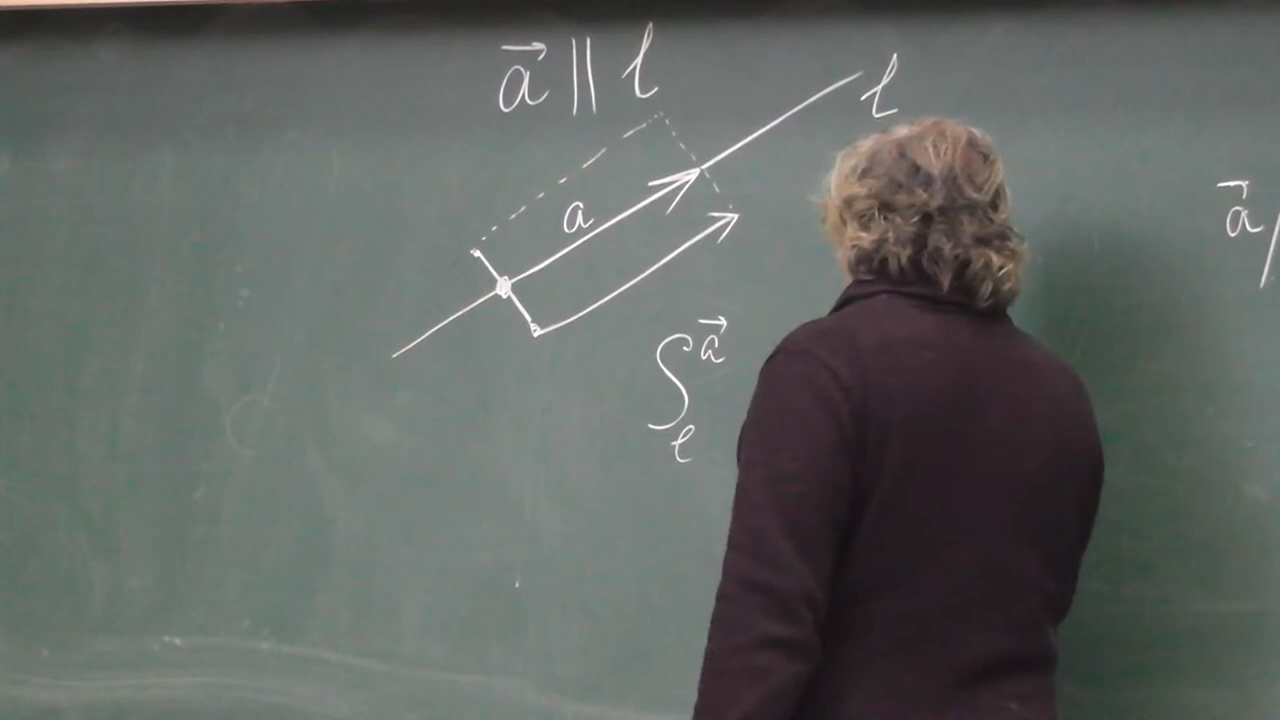 a⃗ ∥ l
l
a
S_l^a⃗
a⃗